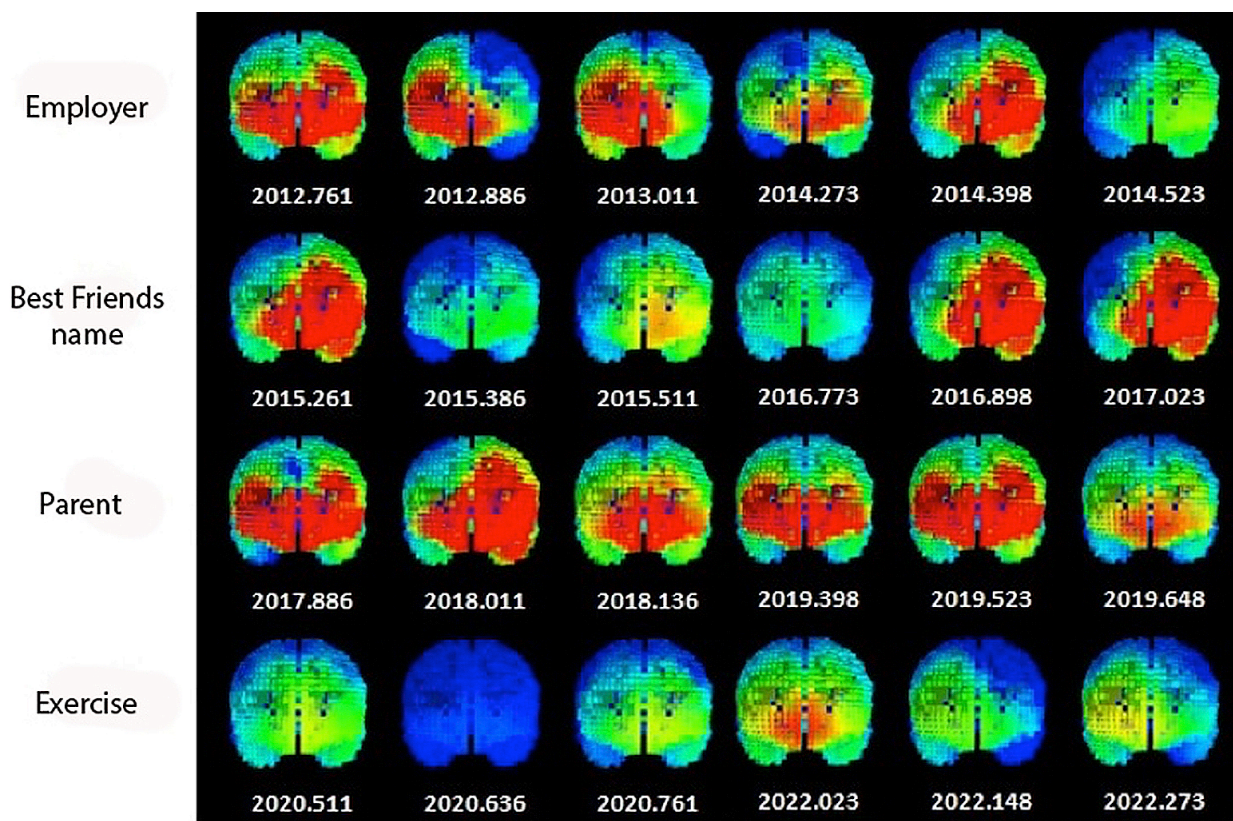 Employer
2012.761 2012.886 2013.011 2014.273 2014.398 2014.523
Best Friends
name
2015.261 2015.386 2015.511 2016.773 2016.898 2017.023
Parent
2017.886 2018.011 2018.136 2019.398 2019.523 2019.648
Exercise
2020.511 2020.636 2020.761 2022.023 2022.148 2022.273